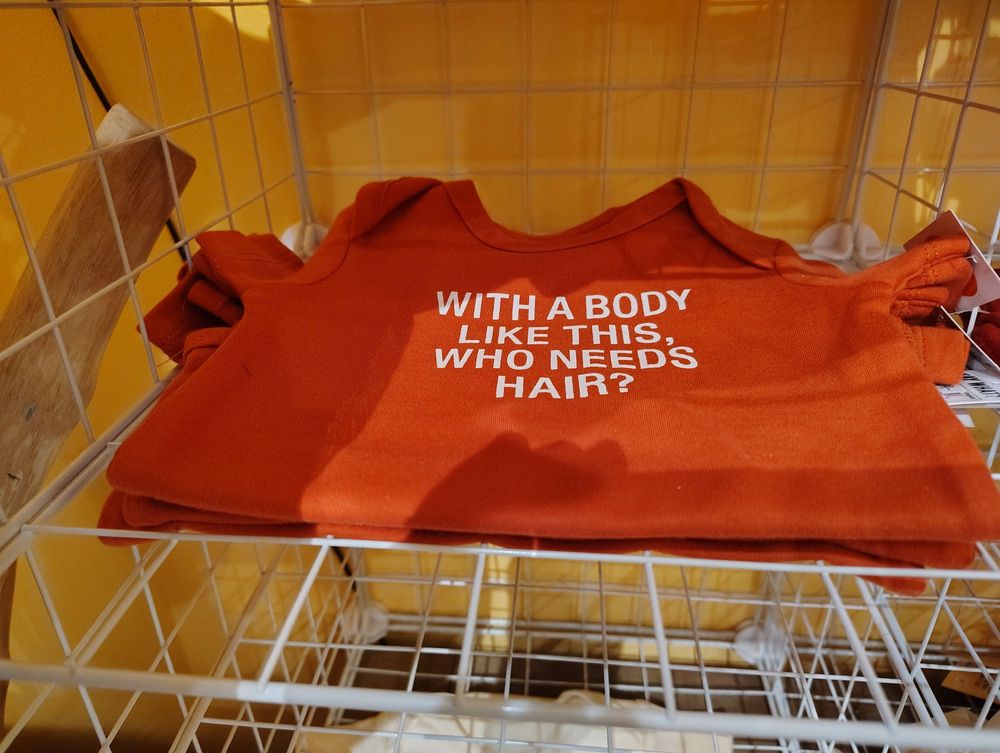 WITH A BODY
LIKE THIS,
WHO NEEDS
HAIR?